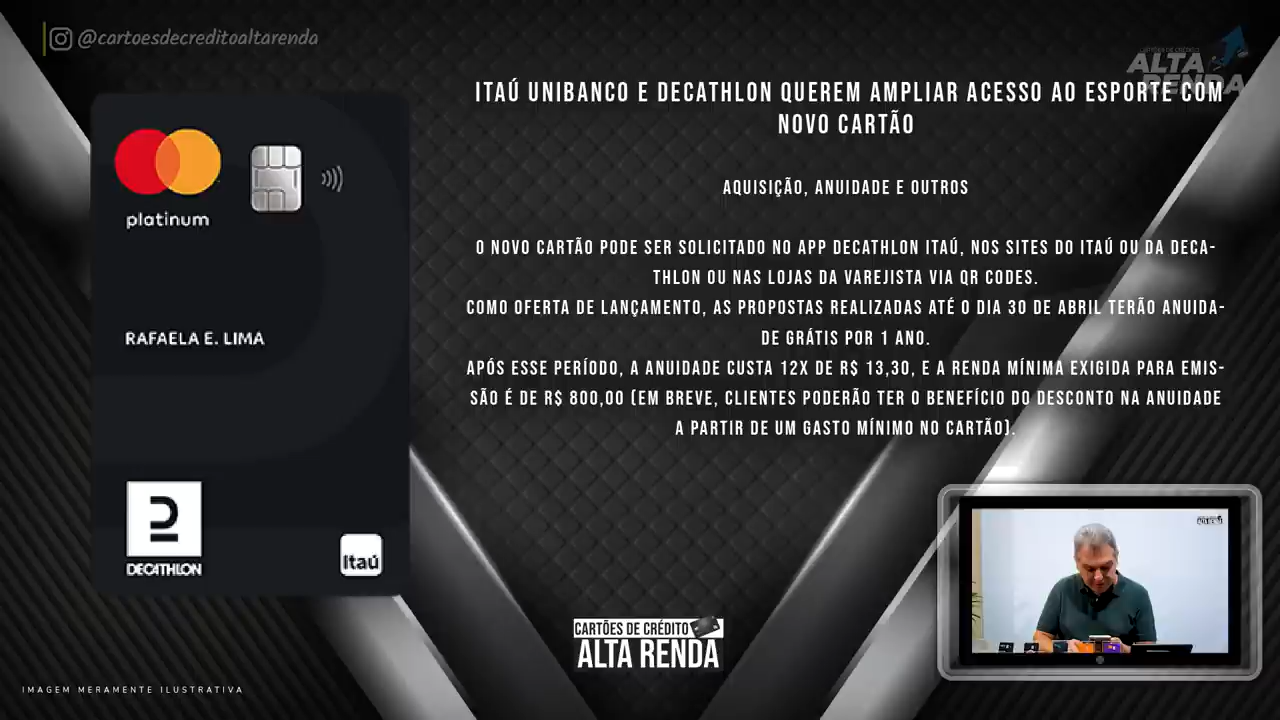 @cartoesdecreditoaltarenda
CARTÕES DE CRÉDITO
ALTA
RENDA
ITAÚ UNIBANCO E DECATHLON QUEREM AMPLIAR ACESSO AO ESPORTE COM
NOVO CARTÃO
AQUISIÇÃO, ANUIDADE E OUTROS
O NOVO CARTÃO PODE SER SOLICITADO NO APP DECATHLON ITAÚ, NOS SITES DO ITAÚ OU DA DECA-
THLON OU NAS LOJAS DA VAREJISTA VIA QR CODES.
COMO OFERTA DE LANÇAMENTO, AS PROPOSTAS REALIZADAS ATÉ O DIA 30 DE ABRIL TERÃO ANUIDA-
DE GRÁTIS POR 1 ANO.
APÓS ESSE PERÍODO, A ANUIDADE CUSTA 12X DE R$ 13,30, E A RENDA MÍNIMA EXIGIDA PARA EMIS-
SÃO É DE R$ 800,00 (EM BREVE, CLIENTES PODERÃO TER O BENEFÍCIO DO DESCONTO NA ANUIDADE
A PARTIR DE UM GASTO MÍNIMO NO CARTÃO).
platinum
RAFAELA E. LIMA
DECATHLON
Itaú
CARTÕES DE CRÉDITO
ALTA RENDA
IMAGEM MERAMENTE ILUSTRATIVA